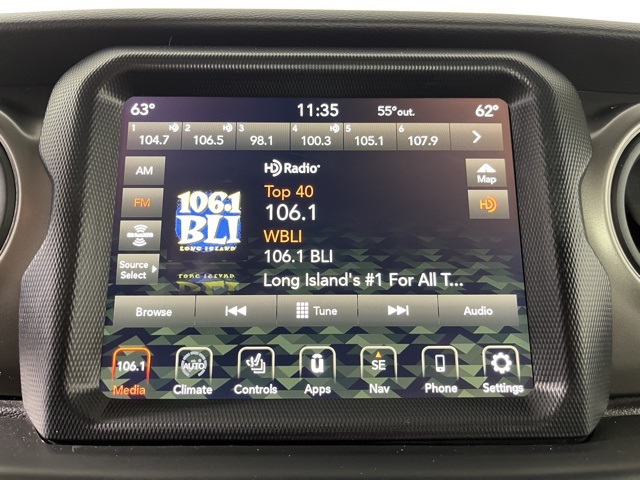 63° 11:35 55°out. 62°
1 2 3 4 5 6
104.7 106.5 98.1 100.3 105.1 107.9
AM
HD Radio
Map
Top 40
FM
106.1
HD
106.1
BLI
LONG ISLAND
WBLI
106.1 BLI
Source
Select
Long Island's #1 For All T...
Browse Tune Audio
106.1 AUTO SE
Media Climate Controls Apps Nav Phone Settings